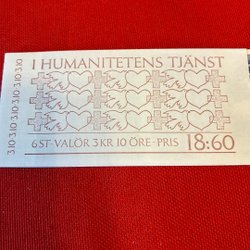 I HUMANITETENS TJÄNST
6 ST · VALÖR 3 KR 10 ÖRE · PRIS 18:60
3.10 3.10 3.10 3.10 3.10 3.10